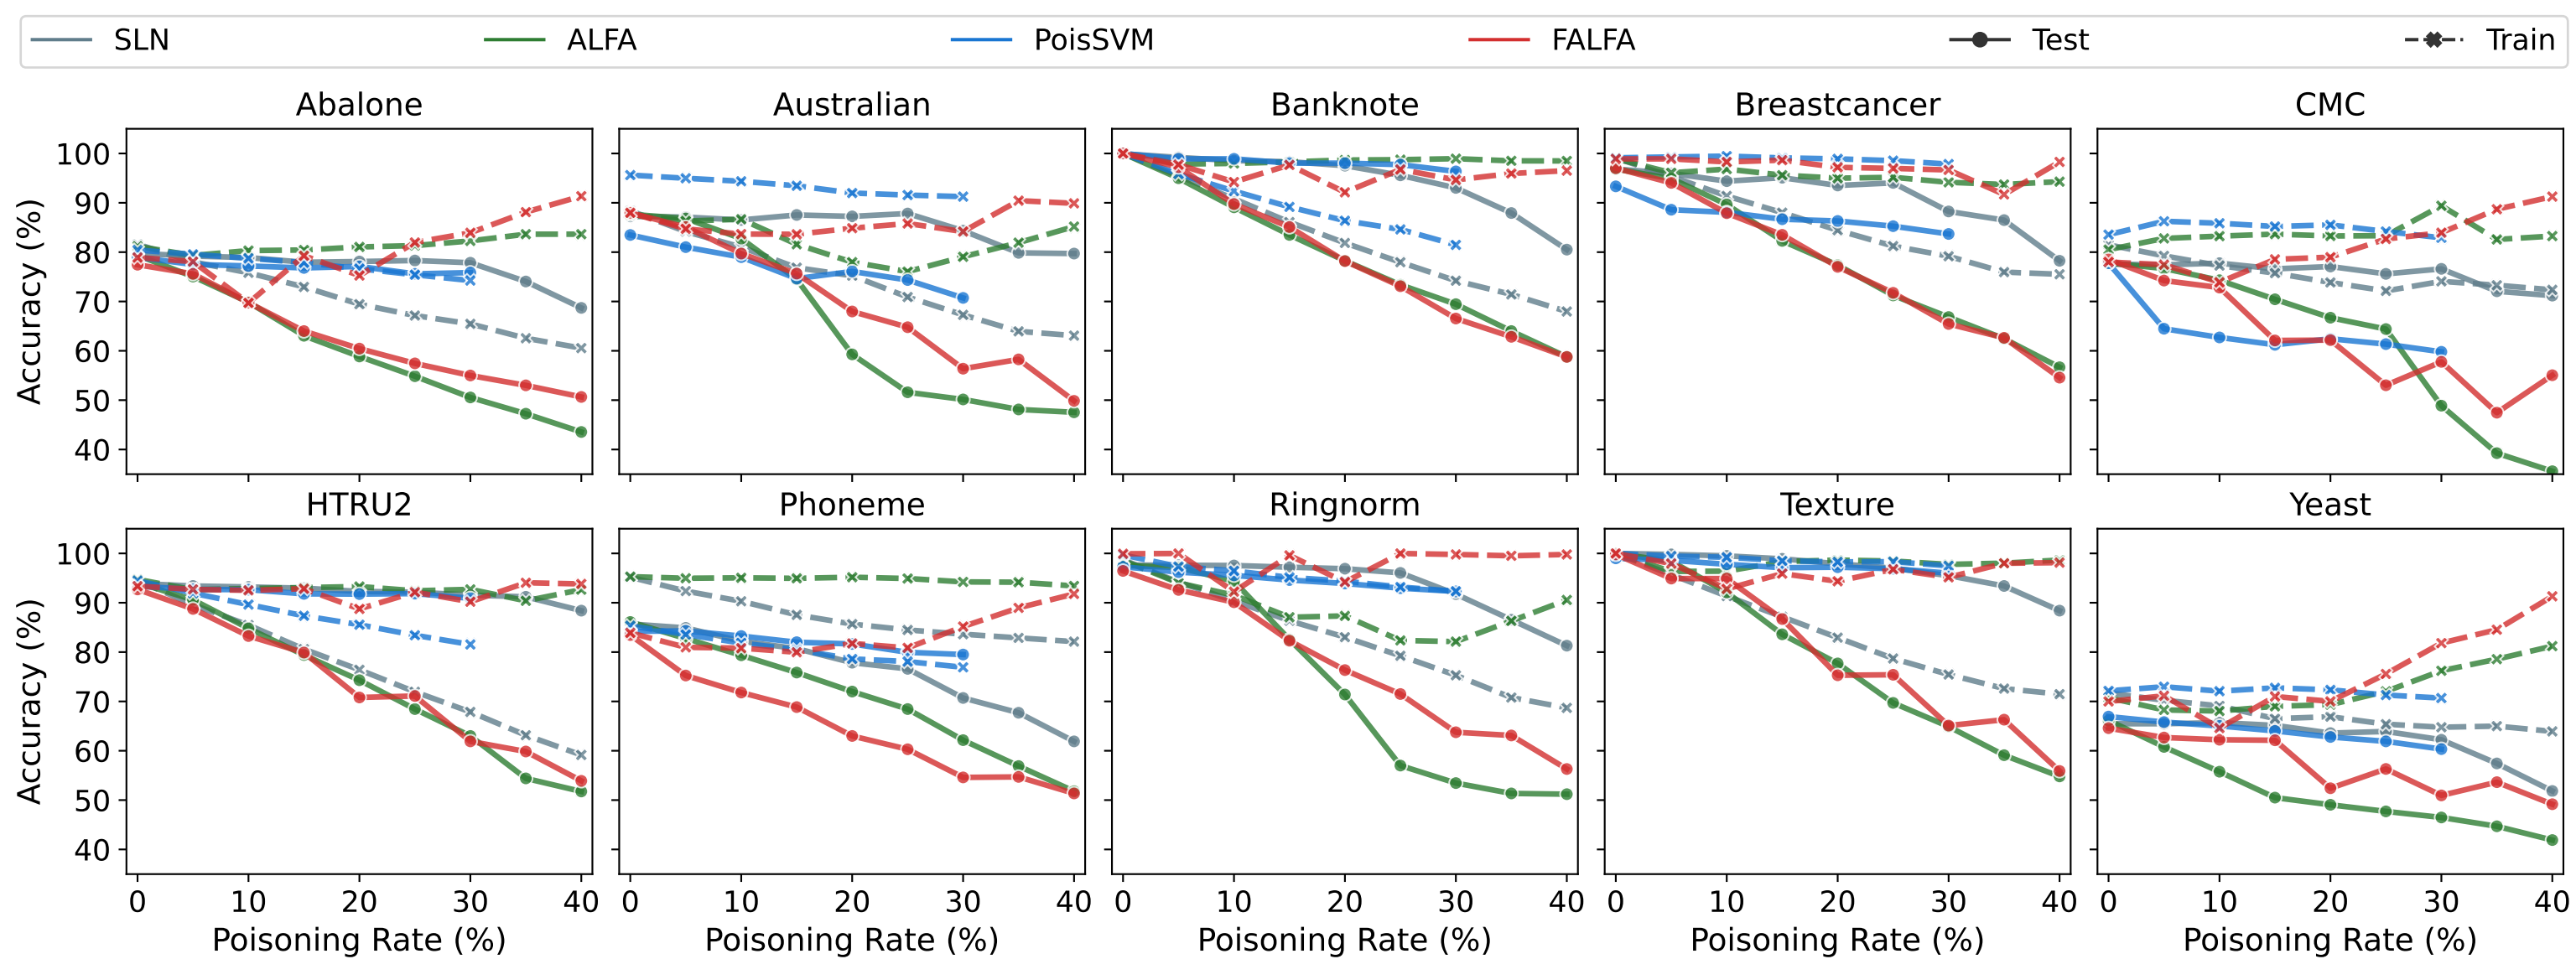 SLN ALFA PoisSVM FALFA Test Train
Abalone Australian Banknote Breastcancer CMC
100
90
80
70
60
50
40
Accuracy (%)
HTRU2 Phoneme Ringnorm Texture Yeast
100
90
80
70
60
50
40
Accuracy (%)
0 10 20 30 40 0 10 20 30 40 0 10 20 30 40 0 10 20 30 40 0 10 20 30 40
Poisoning Rate (%) Poisoning Rate (%) Poisoning Rate (%) Poisoning Rate (%) Poisoning Rate (%)